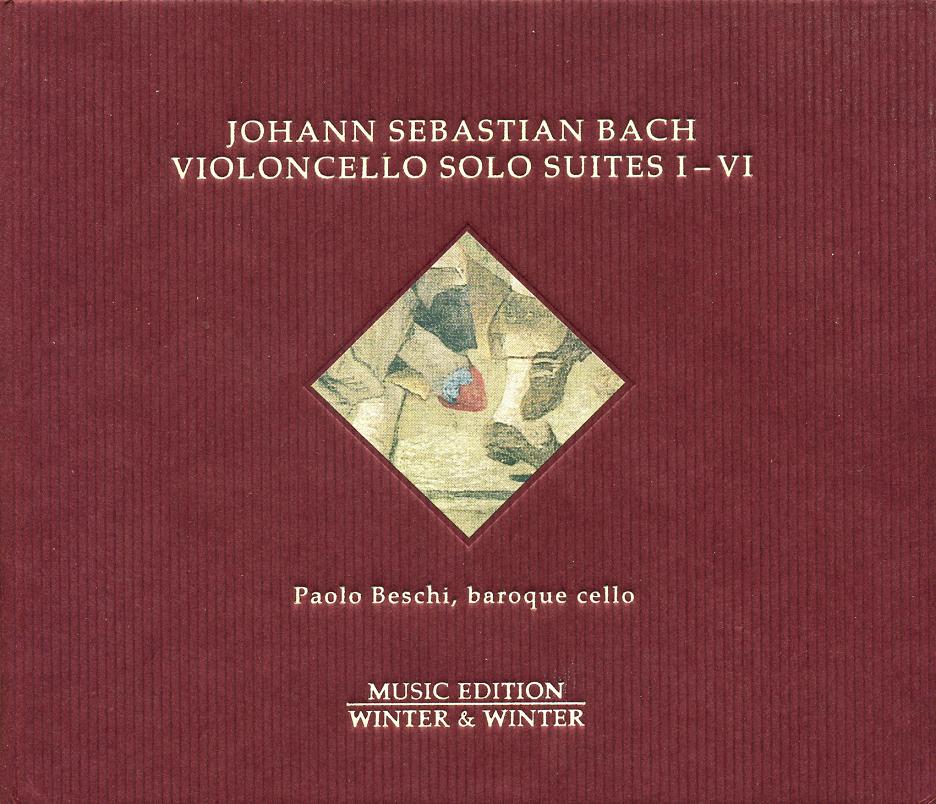 JOHANN SEBASTIAN BACH
VIOLONCELLO SOLO SUITES I – VI
Paolo Beschi, baroque cello
MUSIC EDITION
WINTER & WINTER